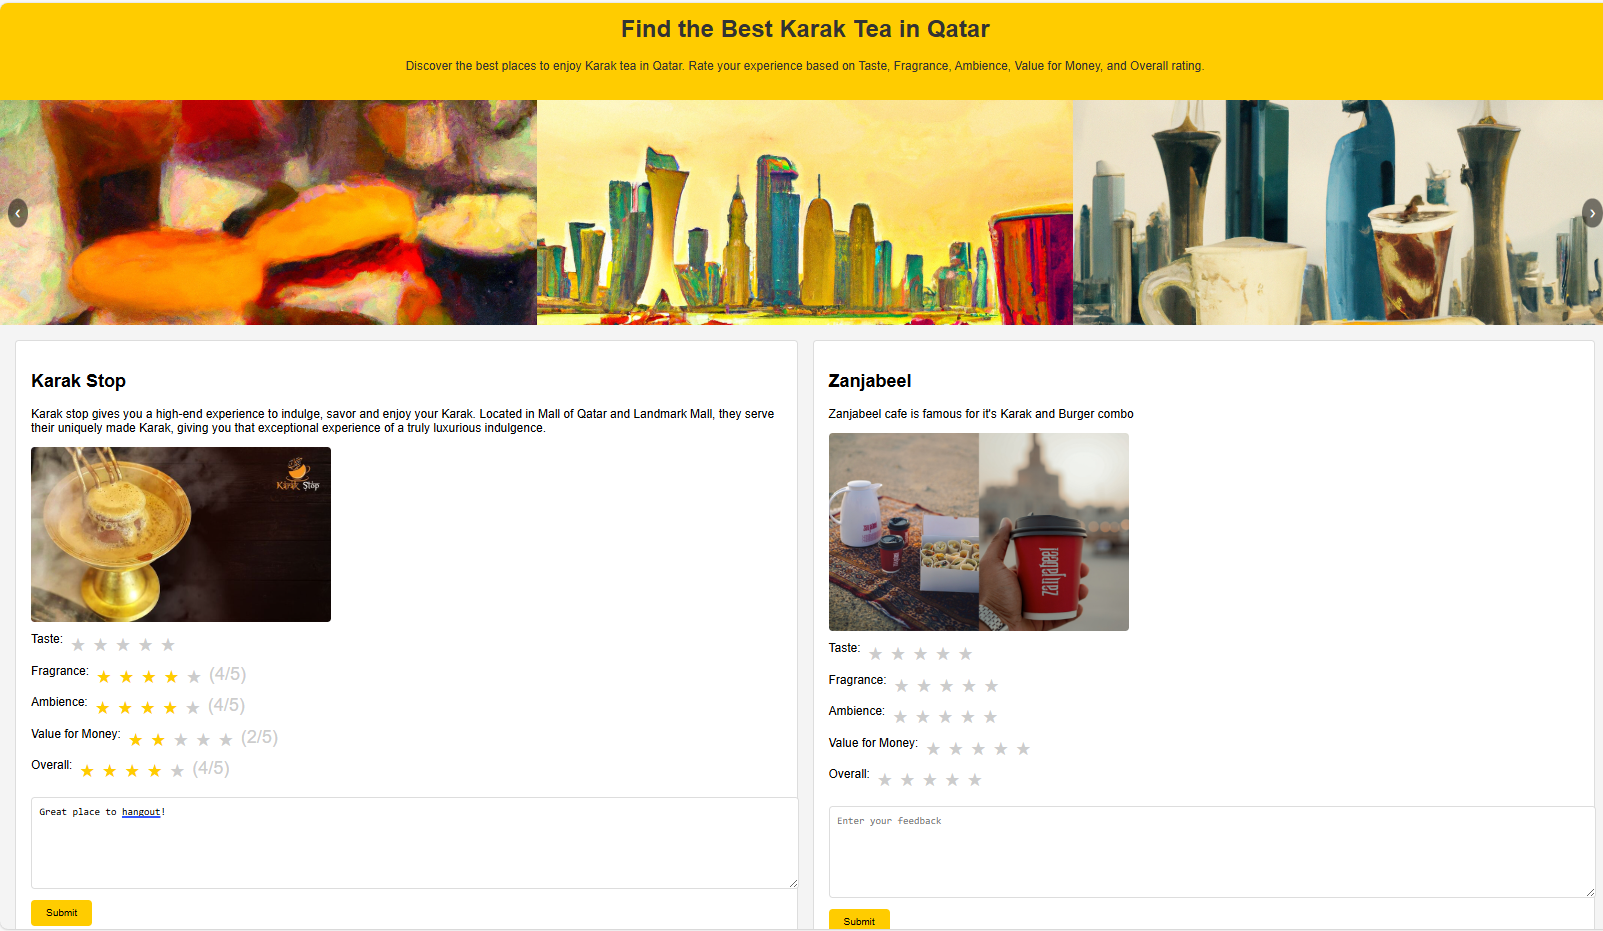 Find the Best Karak Tea in Qatar
Discover the best places to enjoy Karak tea in Qatar. Rate your experience based on Taste, Fragrance, Ambience, Value for Money, and Overall rating.
‹
›
Karak Stop
Karak stop gives you a high-end experience to indulge, savor and enjoy your Karak. Located in Mall of Qatar and Landmark Mall, they serve
their uniquely made Karak, giving you that exceptional experience of a truly luxurious indulgence.
Karak Stop
Taste: ★ ★ ★ ★ ★
Fragrance: ★ ★ ★ ★ ★ (4/5)
Ambience: ★ ★ ★ ★ ★ (4/5)
Value for Money: ★ ★ ★ ★ ★ (2/5)
Overall: ★ ★ ★ ★ ★ (4/5)
Great place to hangout!
Submit
Zanjabeel
Zanjabeel cafe is famous for it's Karak and Burger combo
zanjabeel
Taste: ★ ★ ★ ★ ★
Fragrance: ★ ★ ★ ★ ★
Ambience: ★ ★ ★ ★ ★
Value for Money: ★ ★ ★ ★ ★
Overall: ★ ★ ★ ★ ★
Enter your feedback
Submit